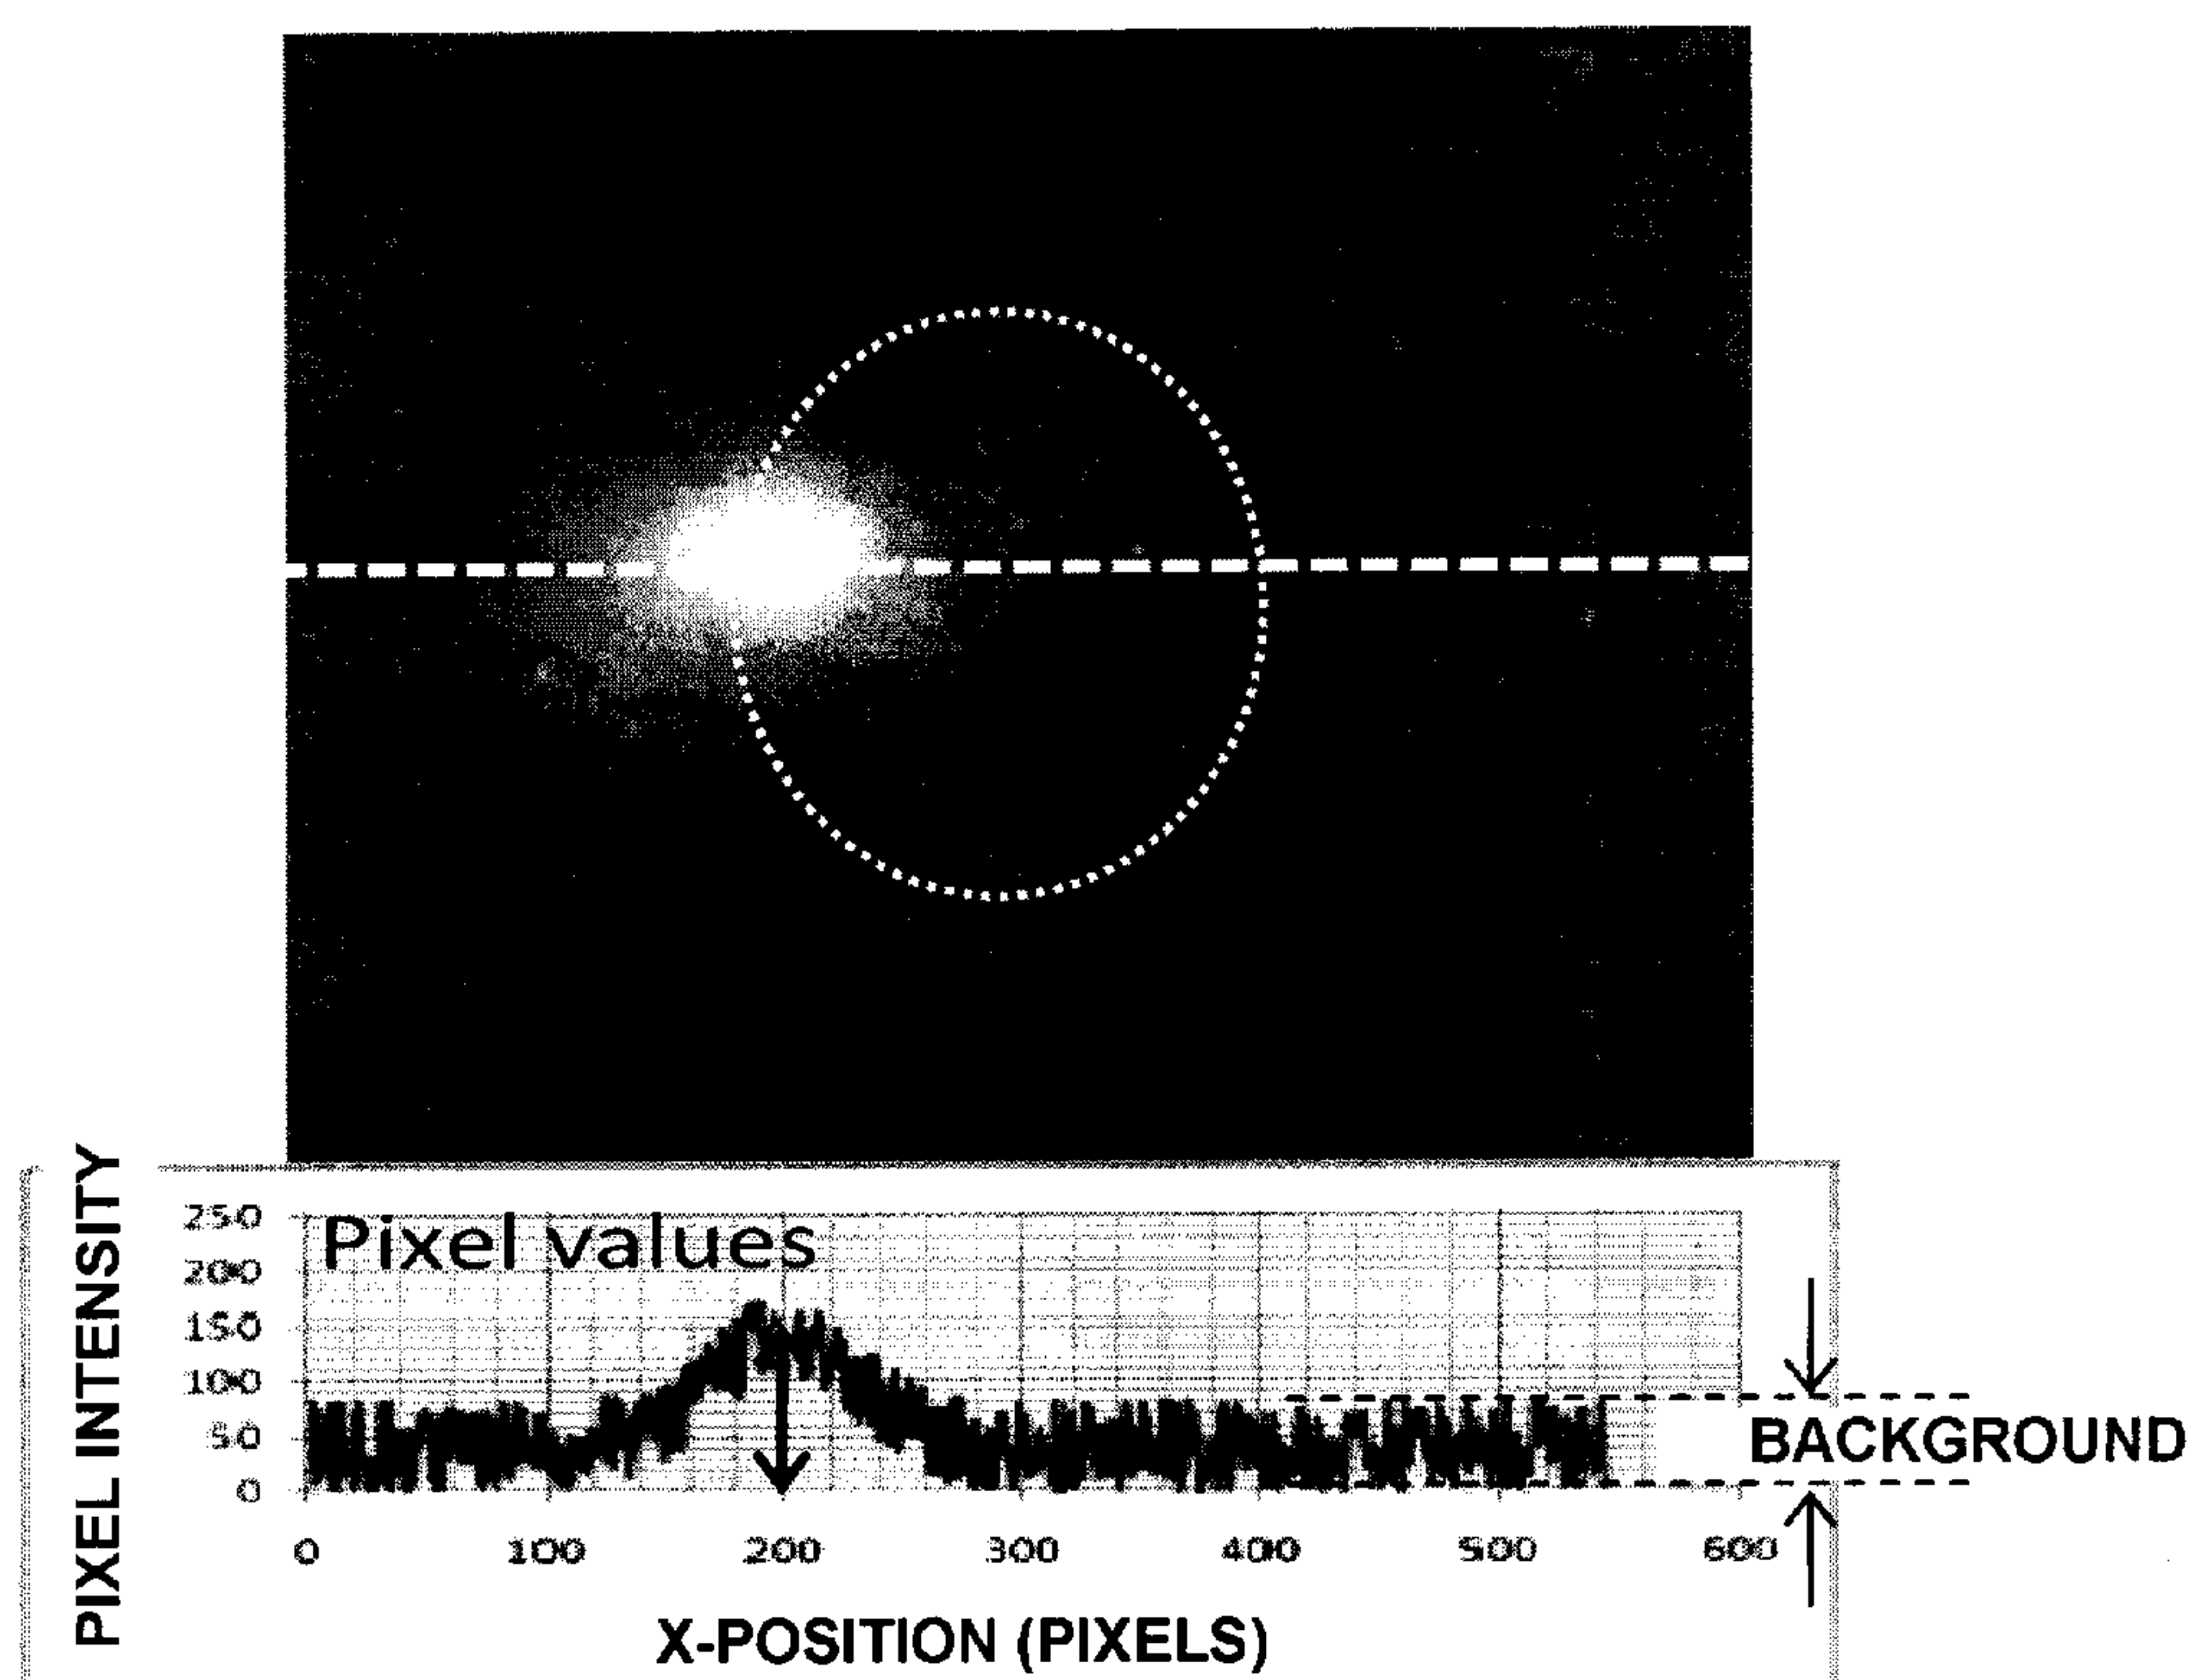 PIXEL INTENSITY
Pixel values
250
200
150
100
50
0
BACKGROUND
0 100 200 300 400 500 600
X-POSITION (PIXELS)